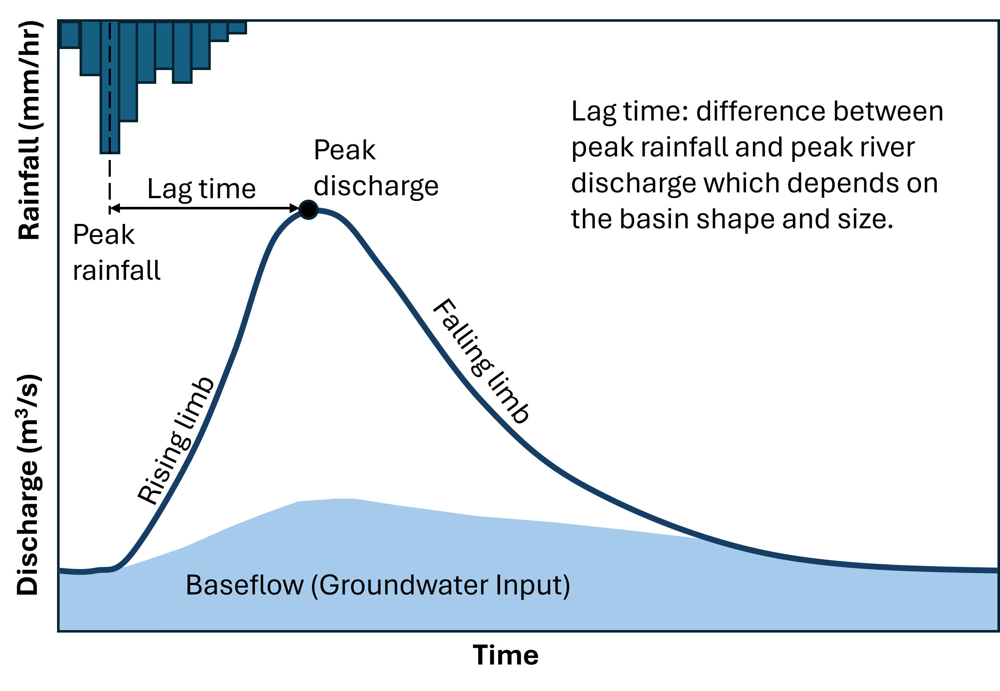 Rainfall (mm/hr)
Peak
discharge
Lag time
Peak
rainfall
Lag time: difference between
peak rainfall and peak river
discharge which depends on
the basin shape and size.
Rising limb
Falling limb
Discharge (m³/s)
Baseflow (Groundwater Input)
Time